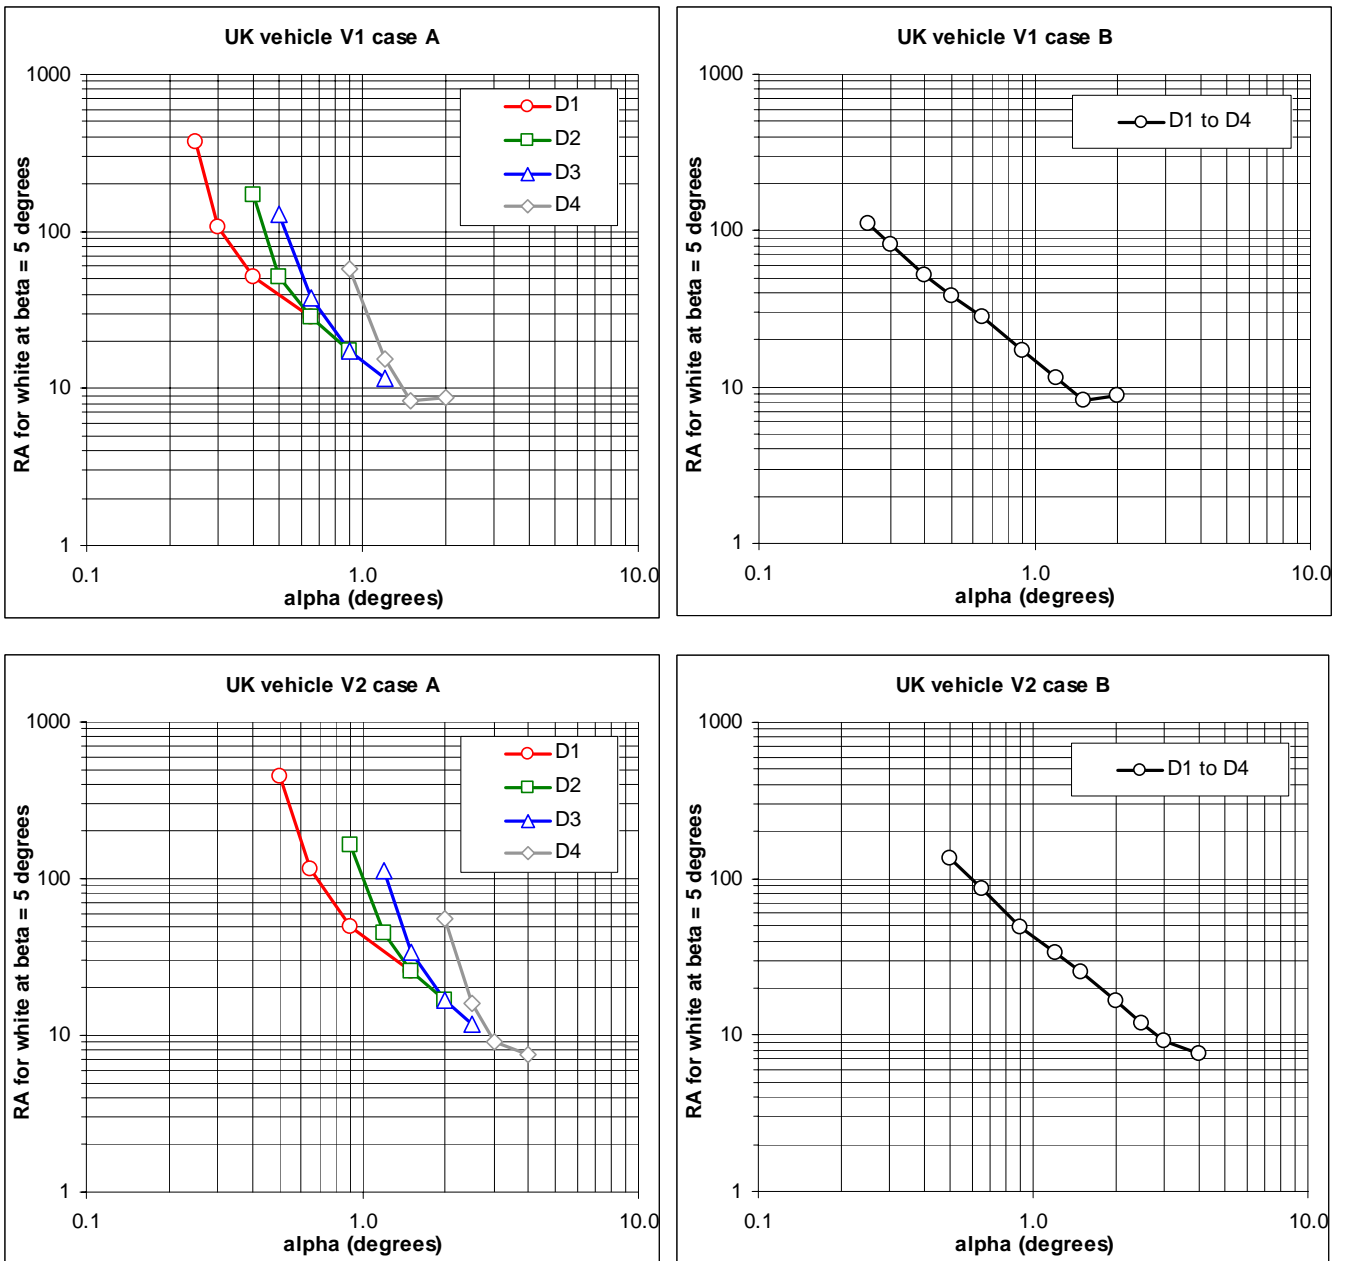 UK vehicle V1 case A
1000
100
10
1
0.1
1.0
10.0
RA for white at beta = 5 degrees
alpha (degrees)
D1
D2
D3
D4
UK vehicle V1 case B
1000
100
10
1
0.1
1.0
10.0
RA for white at beta = 5 degrees
alpha (degrees)
D1 to D4
UK vehicle V2 case A
1000
100
10
1
0.1
1.0
10.0
RA for white at beta = 5 degrees
alpha (degrees)
D1
D2
D3
D4
UK vehicle V2 case B
1000
100
10
1
0.1
1.0
10.0
RA for white at beta = 5 degrees
alpha (degrees)
D1 to D4